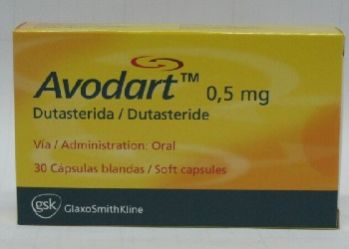 Avodart™ 0,5 mg
Dutasterida / Dutasteride
Vía / Administration: Oral
30 Cápsulas blandas / Soft capsules
gsk GlaxoSmithKline